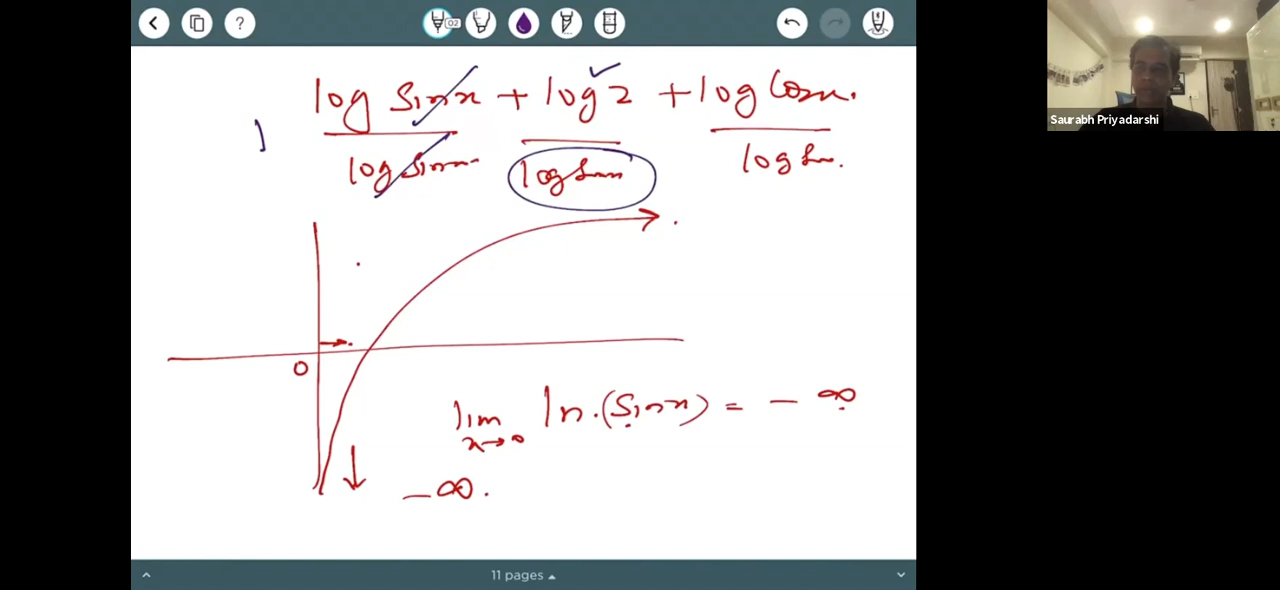 log sinx + log 2 + log Cosx.
log sinx log sinx log sin.
0
lim ln.(Sinx) = - ∞
x→0
-∞.
Saurabh Priyadarshi
11 pages